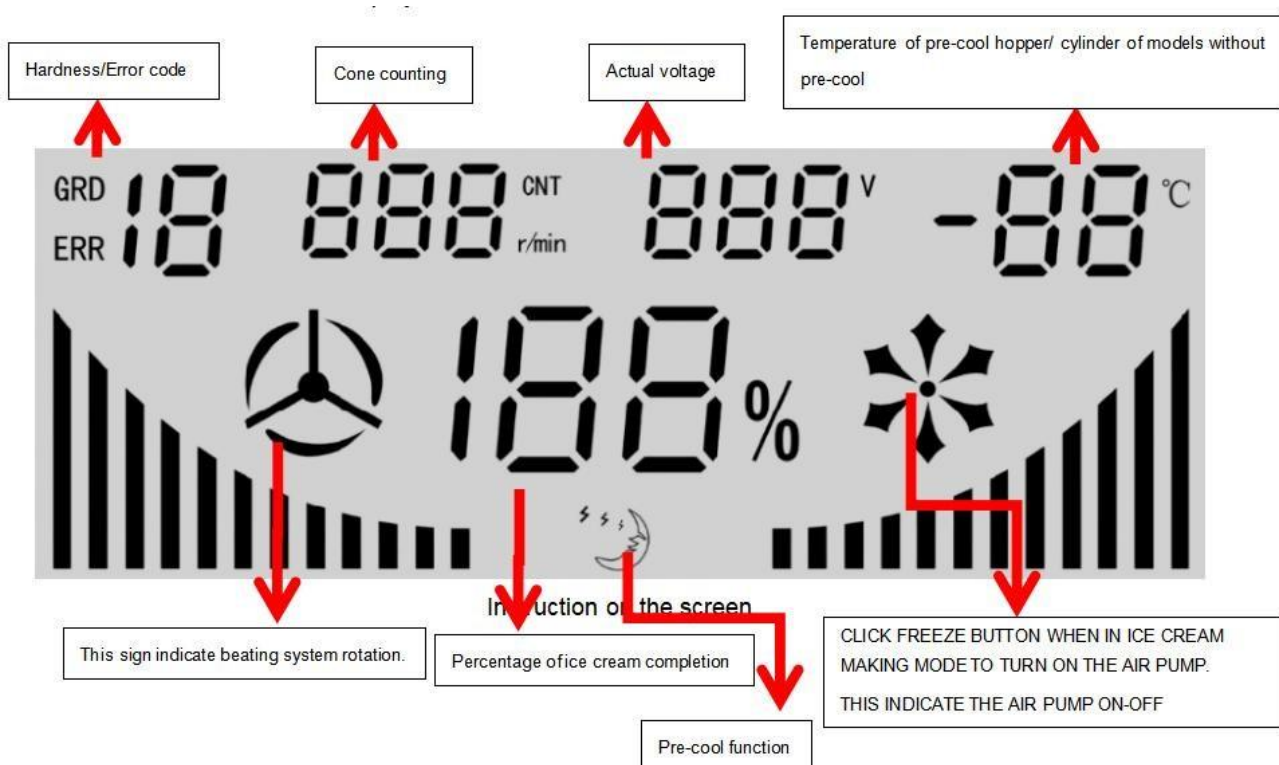 Temperature of pre-cool hopper/ cylinder of models without
pre-cool
Hardness/Error code
Cone counting
Actual voltage
GRD
ERR
18
888
CNT
r/min
888
V
-88
℃
188
%
Instruction on the screen
This sign indicate beating system rotation.
Percentage of ice cream completion
CLICK FREEZE BUTTON WHEN IN ICE CREAM
MAKING MODE TO TURN ON THE AIR PUMP.
THIS INDICATE THE AIR PUMP ON-OFF
Pre-cool function